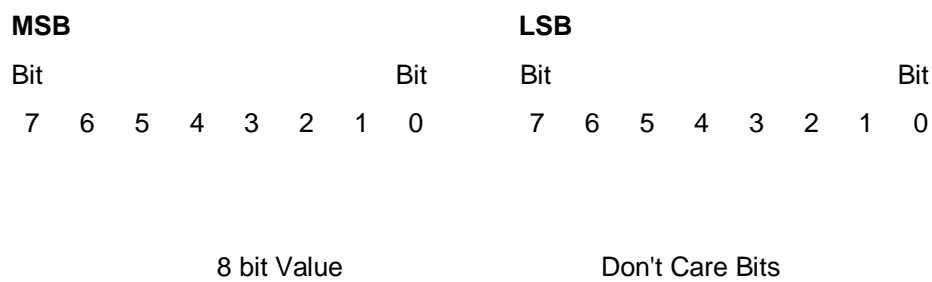 MSB LSB
Bit Bit Bit Bit
7 6 5 4 3 2 1 0 7 6 5 4 3 2 1 0
8 bit Value Don't Care Bits